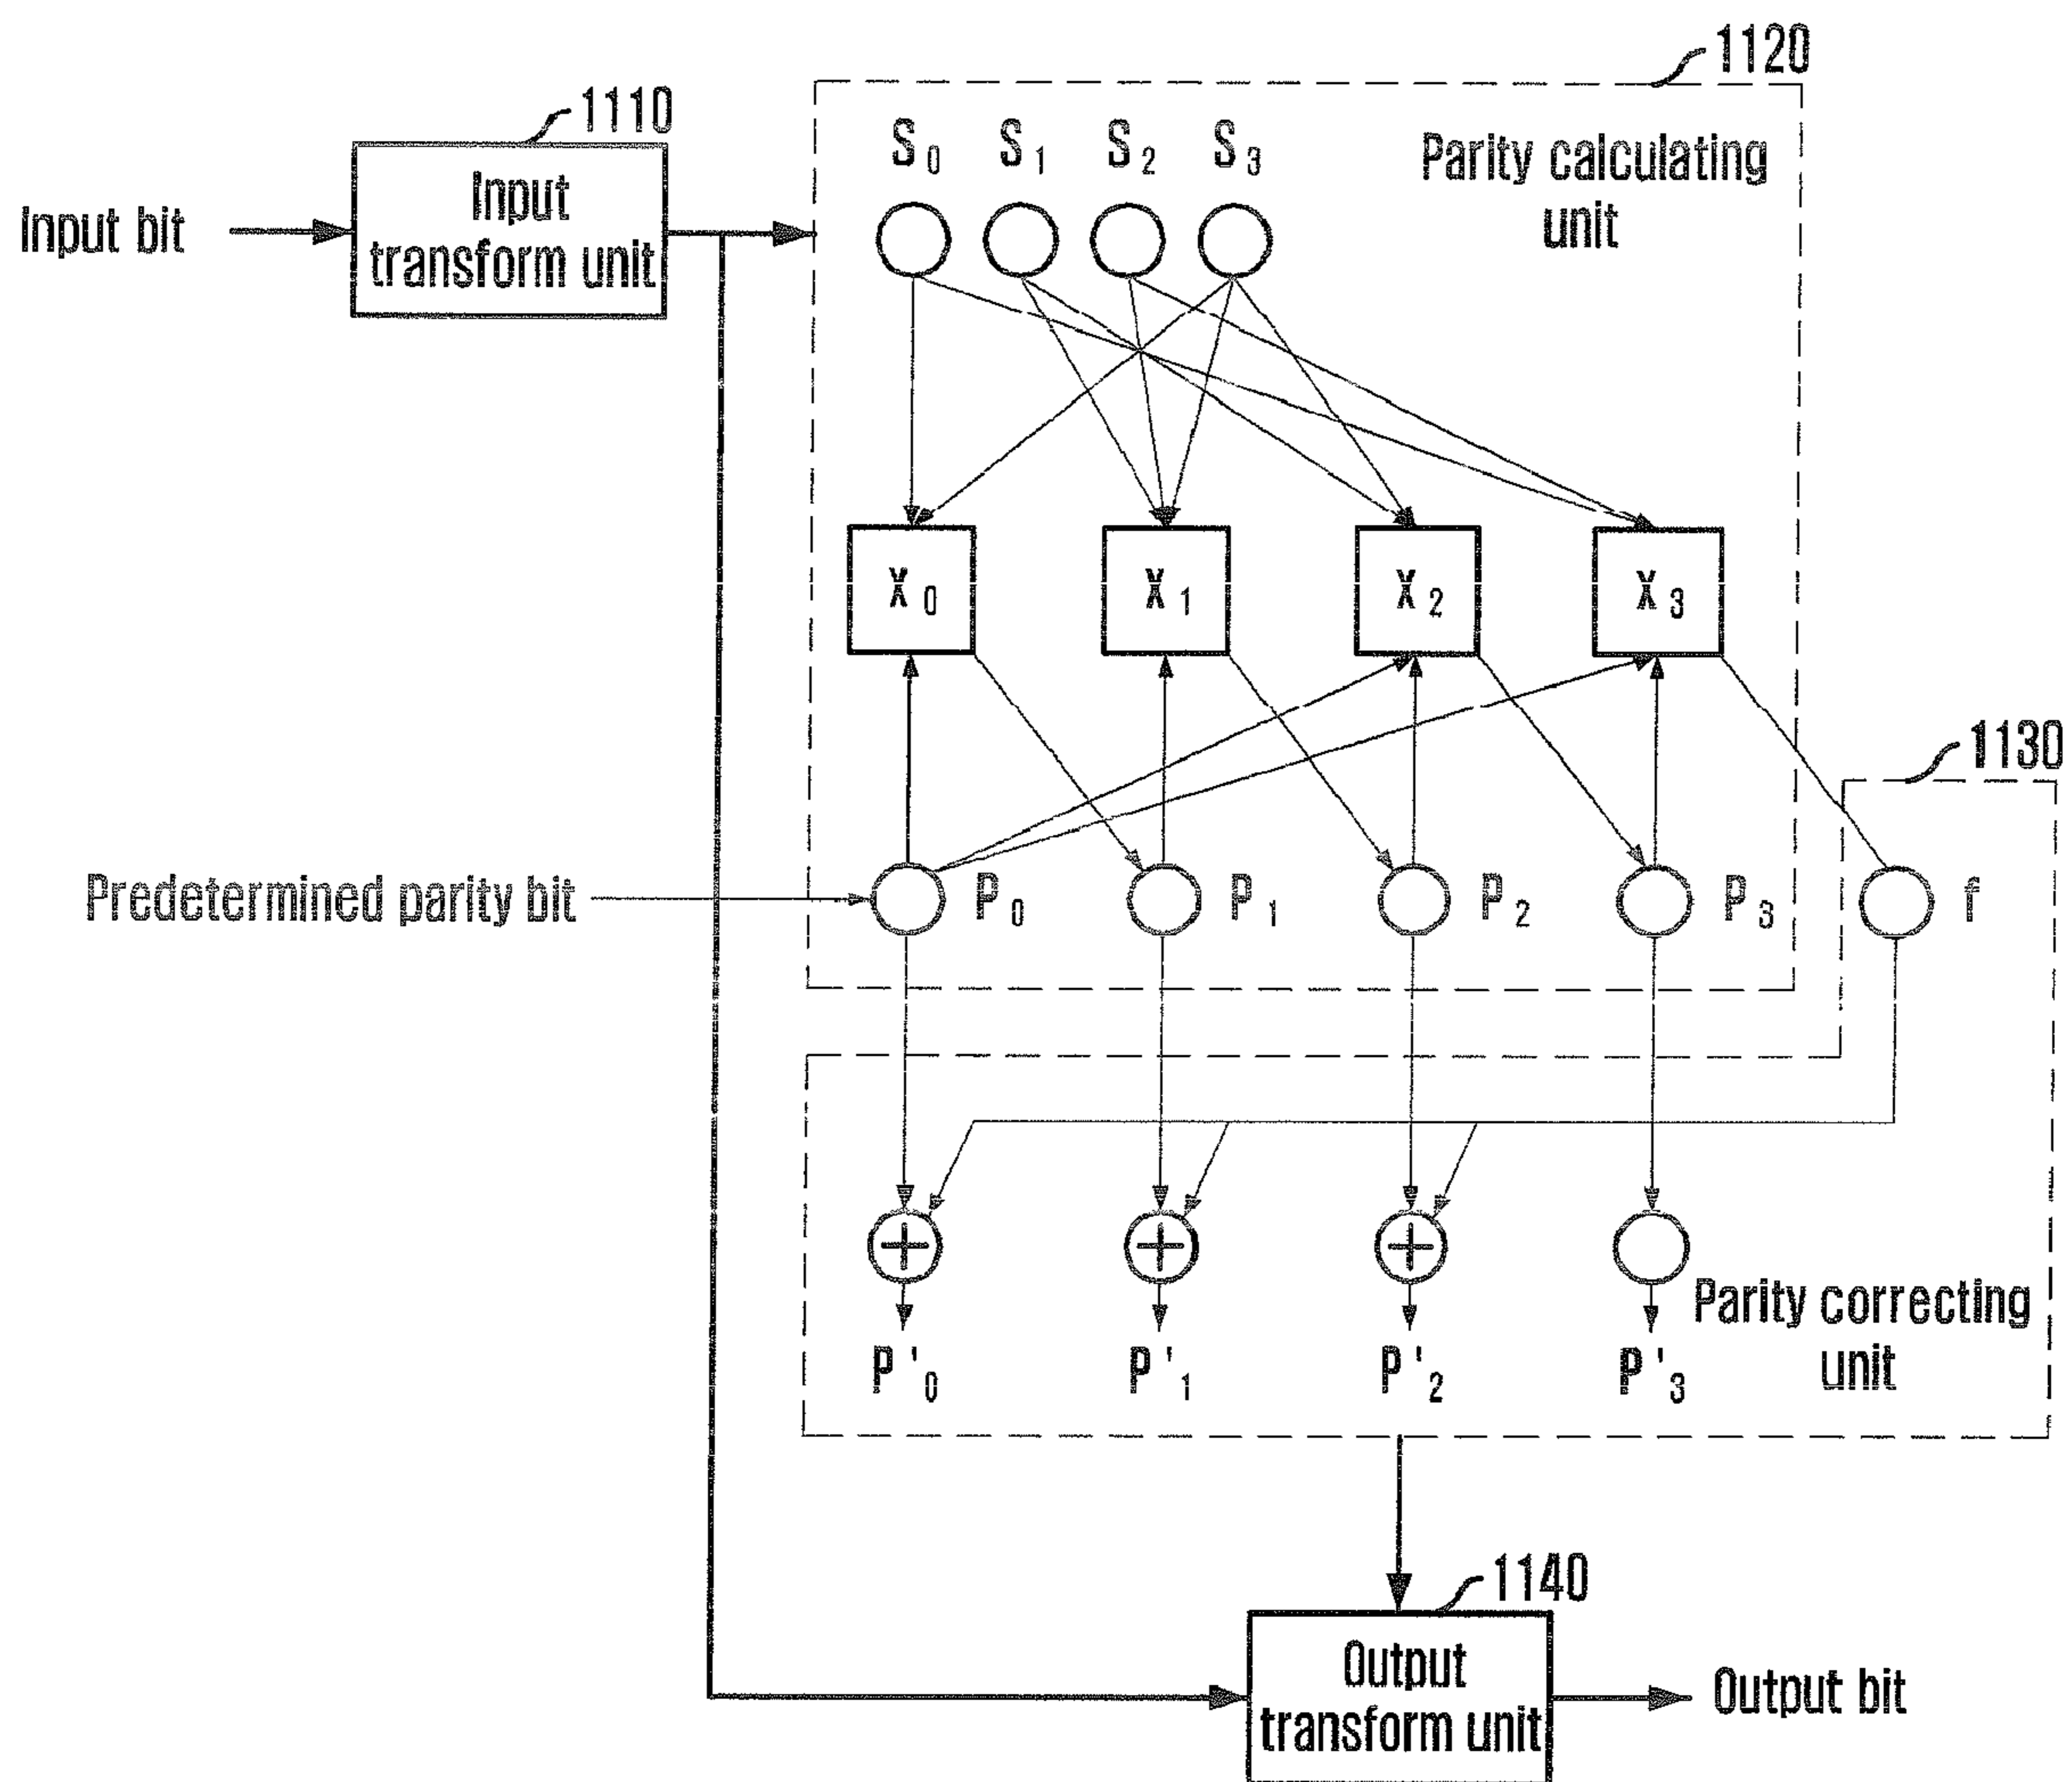 1120
1110
S0 S1 S2 S3
Parity calculating
unit
Input
transform unit
Input bit
X0 X1 X2 X3
1130
Predetermined parity bit
P0 P1 P2 P3 f
Parity correcting
unit
P'0 P'1 P'2 P'3
1140
Output
transform unit
Output bit